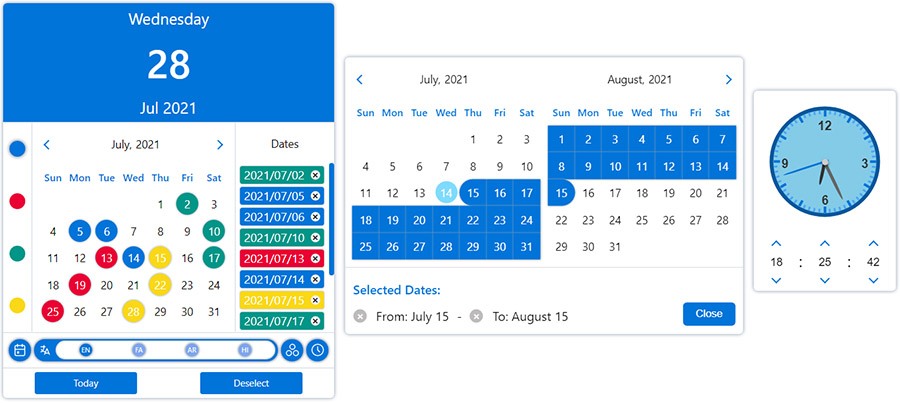 Wednesday
28
Jul 2021
July, 2021
Sun Mon Tue Wed Thu Fri Sat
1 2 3
4 5 6 7 8 9 10
11 12 13 14 15 16 17
18 19 20 21 22 23 24
25 26 27 28 29 30 31
Dates
2021/07/02
2021/07/05
2021/07/06
2021/07/10
2021/07/13
2021/07/14
2021/07/15
2021/07/17
EN FA AR HI
Today Deselect
July, 2021
Sun Mon Tue Wed Thu Fri Sat
1 2 3
4 5 6 7 8 9 10
11 12 13 14 15 16 17
18 19 20 21 22 23 24
25 26 27 28 29 30 31
August, 2021
Sun Mon Tue Wed Thu Fri Sat
1 2 3 4 5 6 7
8 9 10 11 12 13 14
15 16 17 18 19 20 21
22 23 24 25 26 27 28
29 30 31
Selected Dates:
From: July 15 - To: August 15
Close
12
9 3
6
18 : 25 : 42